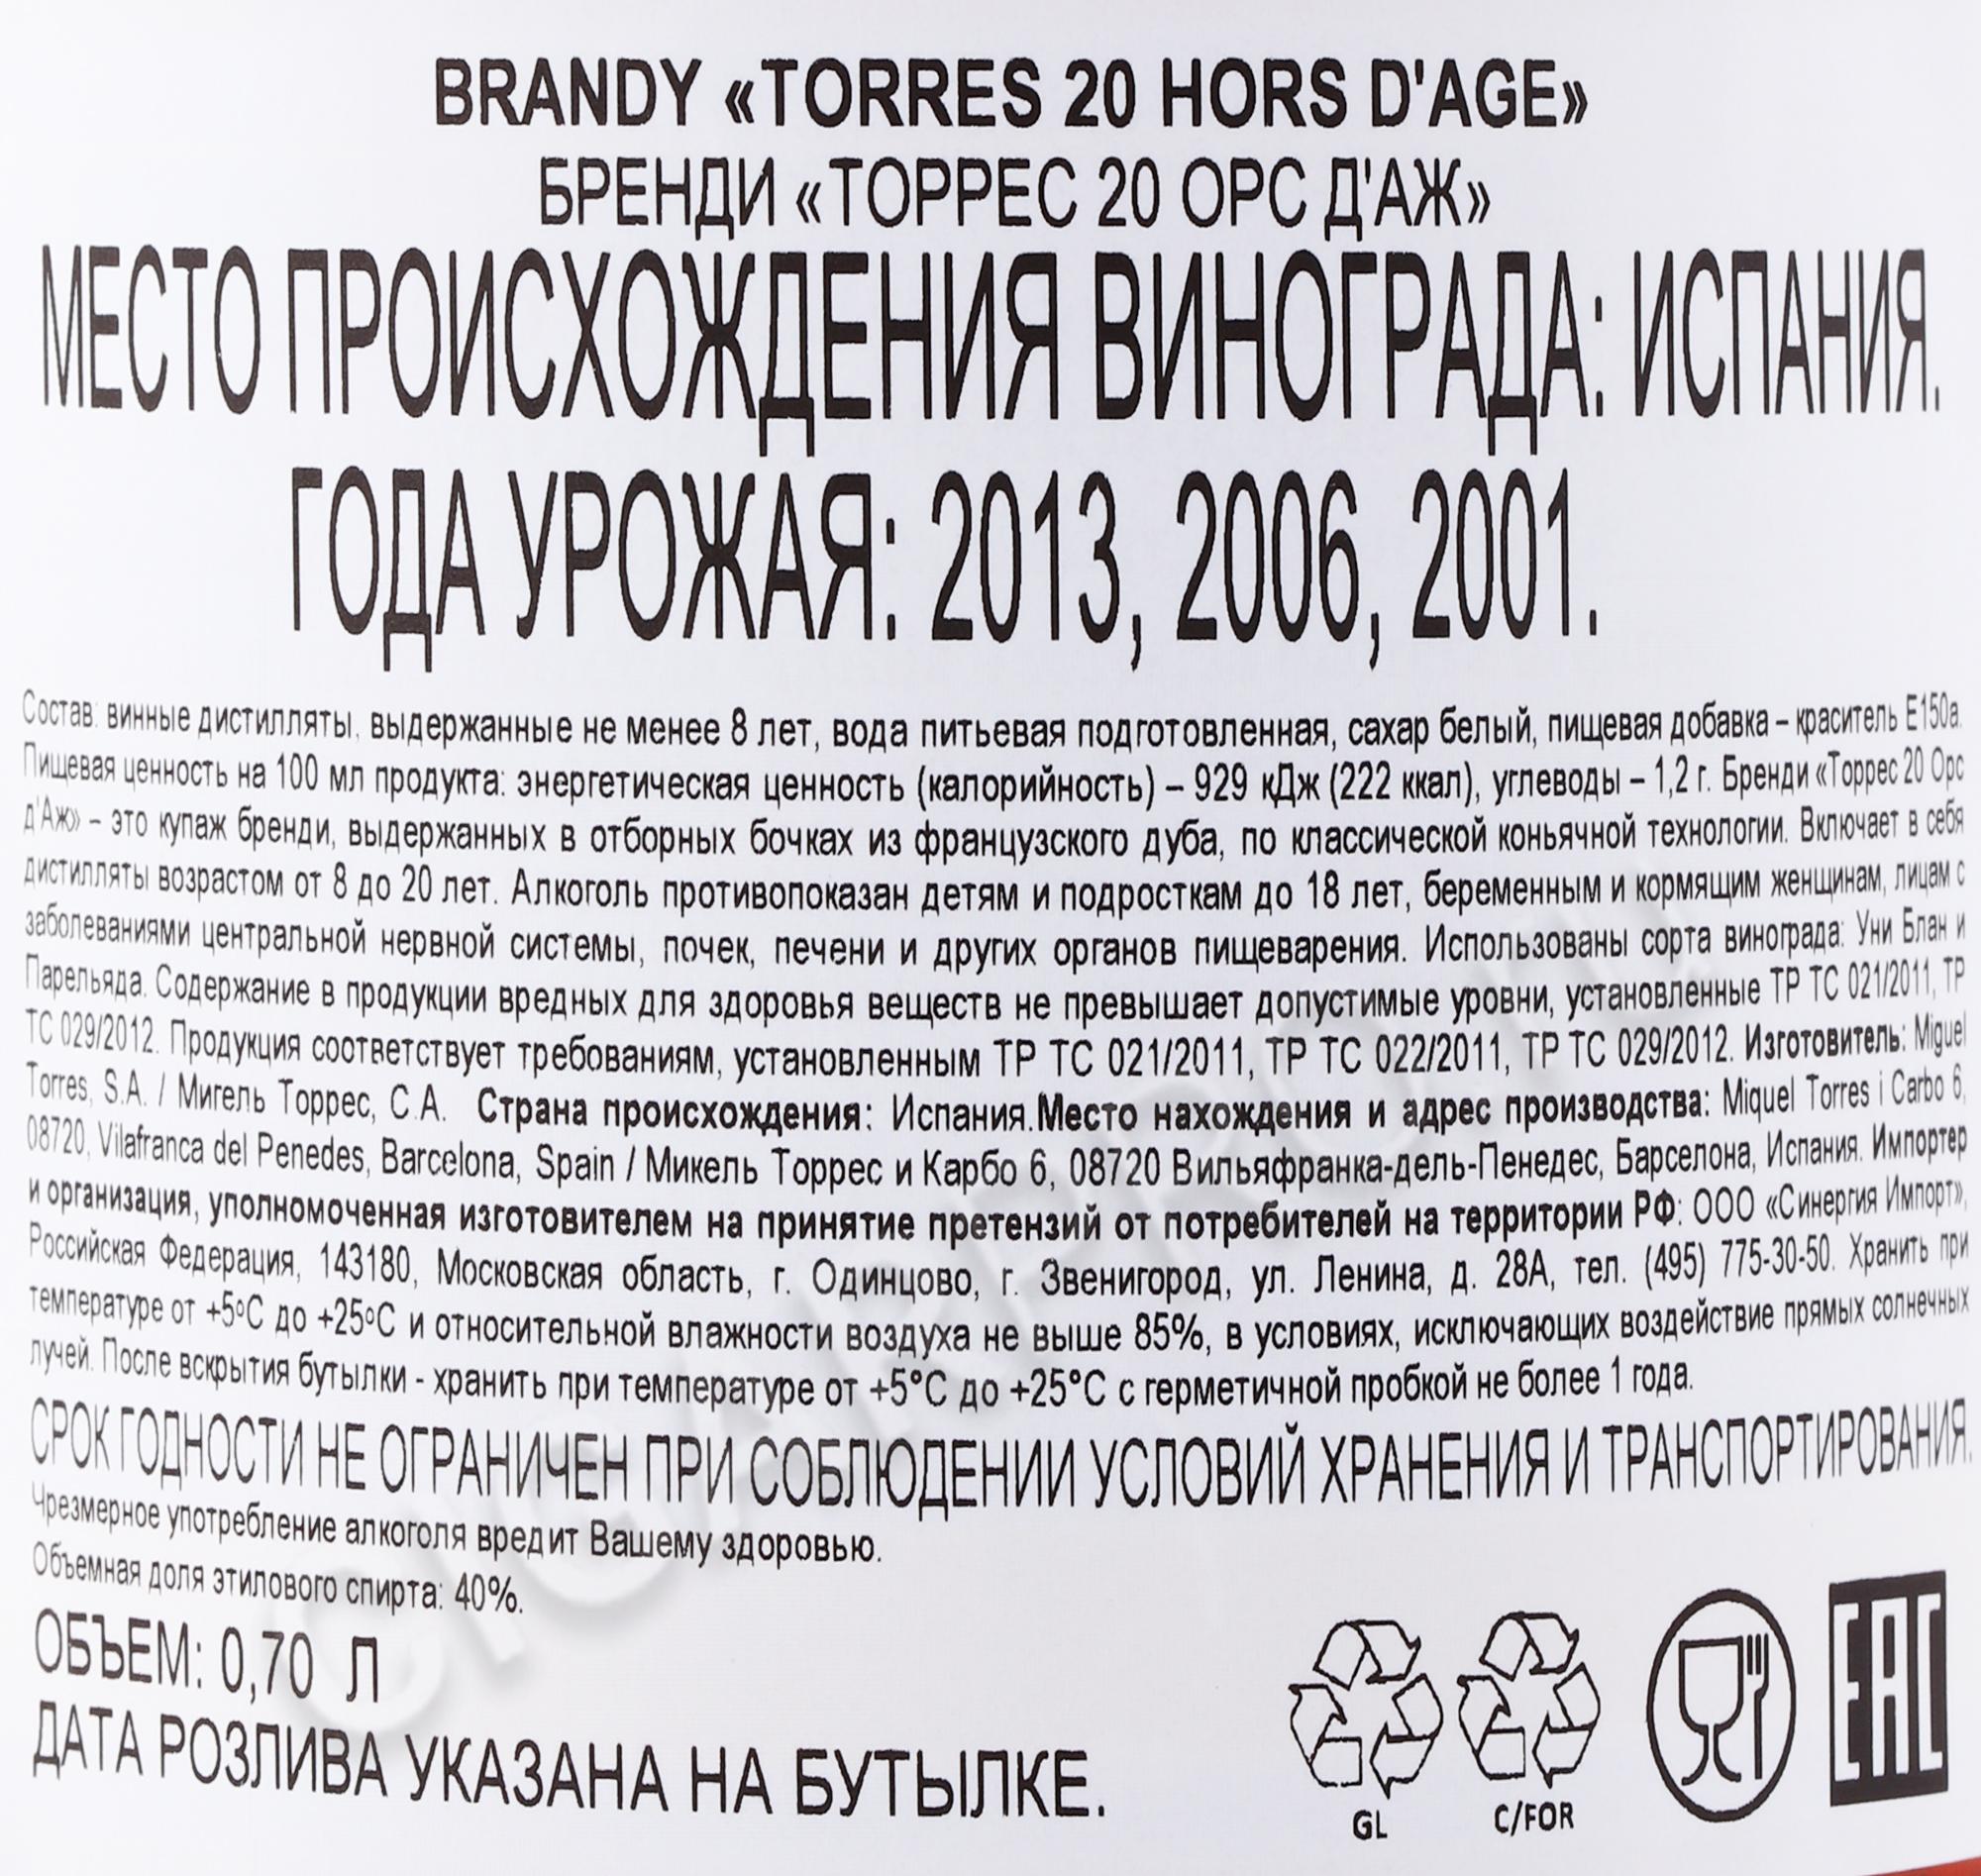 BRANDY «TORRES 20 HORS D'AGE»
БРЕНДИ «ТОРРЕС 20 ОРС Д'АЖ»
МЕСТО ПРОИСХОЖДЕНИЯ ВИНОГРАДА: ИСПАНИЯ.
ГОДА УРОЖАЯ: 2013, 2006, 2001.
Состав: винные дистилляты, выдержанные не менее 8 лет, вода питьевая подготовленная, сахар белый, пищевая добавка – краситель Е150а.
Пищевая ценность на 100 мл продукта: энергетическая ценность (калорийность) – 929 кДж (222 ккал), углеводы – 1,2 г. Бренди «Торрес 20 Орс
д'Аж» – это купаж бренди, выдержанных в отборных бочках из французского дуба, по классической коньячной технологии. Включает в себя
дистилляты возрастом от 8 до 20 лет. Алкоголь противопоказан детям и подросткам до 18 лет, беременным и кормящим женщинам, лицам с
заболеваниями центральной нервной системы, почек, печени и других органов пищеварения. Использованы сорта винограда: Уни Блан и
Парельяда. Содержание в продукции вредных для здоровья веществ не превышает допустимые уровни, установленные ТР ТС 021/2011, ТР
ТС 029/2012. Продукция соответствует требованиям, установленным ТР ТС 021/2011, ТР ТС 022/2011, ТР ТС 029/2012. Изготовитель: Miguel
Torres, S.A. / Мигель Торрес, С.А. Страна происхождения: Испания.Место нахождения и адрес производства: Miquel Torres i Carbo 6,
08720, Vilafranca del Penedes, Barcelona, Spain / Микель Торрес и Карбо 6, 08720 Вильяфранка-дель-Пенедес, Барселона, Испания. Импортер
и организация, уполномоченная изготовителем на принятие претензий от потребителей на территории РФ: ООО «Синергия Импорт»,
Российская Федерация, 143180, Московская область, г. Одинцово, г. Звенигород, ул. Ленина, д. 28А, тел. (495) 775-30-50. Хранить при
температуре от +5°С до +25°С и относительной влажности воздуха не выше 85%, в условиях, исключающих воздействие прямых солнечных
лучей. После вскрытия бутылки - хранить при температуре от +5°С до +25°С с герметичной пробкой не более 1 года.
СРОК ГОДНОСТИ НЕ ОГРАНИЧЕН ПРИ СОБЛЮДЕНИИ УСЛОВИЙ ХРАНЕНИЯ И ТРАНСПОРТИРОВАНИЯ.
Чрезмерное употребление алкоголя вредит Вашему здоровью.
Объемная доля этилового спирта: 40%.
ОБЪЕМ: 0,70 Л
ДАТА РОЗЛИВА УКАЗАНА НА БУТЫЛКЕ.
GL
C/FOR
EAC
CIGARPRO.RU